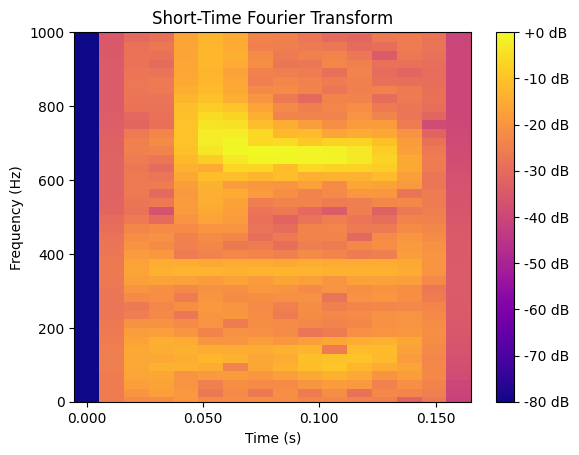 Short-Time Fourier Transform
1000
800
600
400
200
0
Frequency (Hz)
0.000
0.050
0.100
0.150
Time (s)
+0 dB
-10 dB
-20 dB
-30 dB
-40 dB
-50 dB
-60 dB
-70 dB
-80 dB